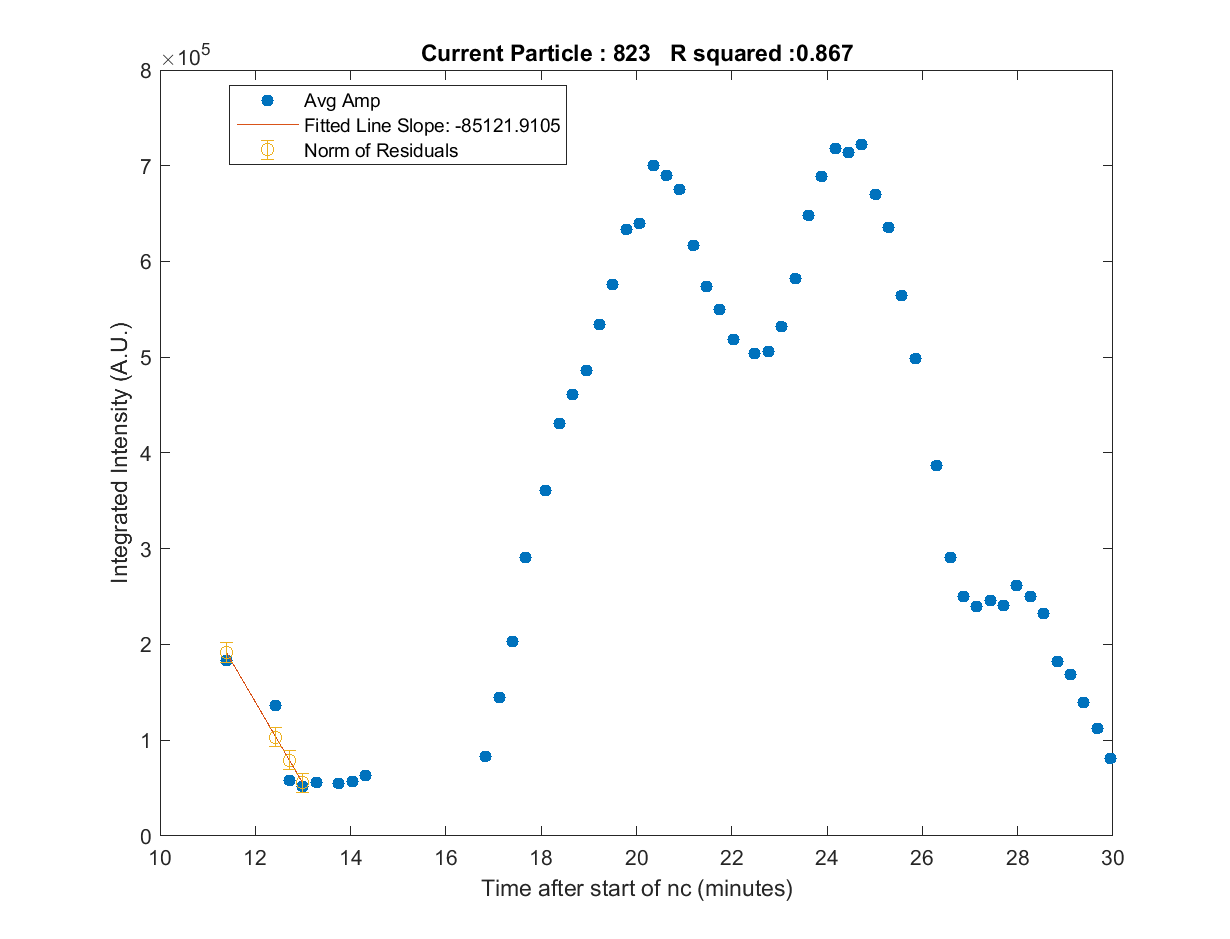 Current Particle : 823 R squared :0.867
×10^5
Avg Amp
Fitted Line Slope: -85121.9105
Norm of Residuals
8
7
6
5
4
3
2
1
0
Integrated Intensity (A.U.)
10 12 14 16 18 20 22 24 26 28 30
Time after start of nc (minutes)